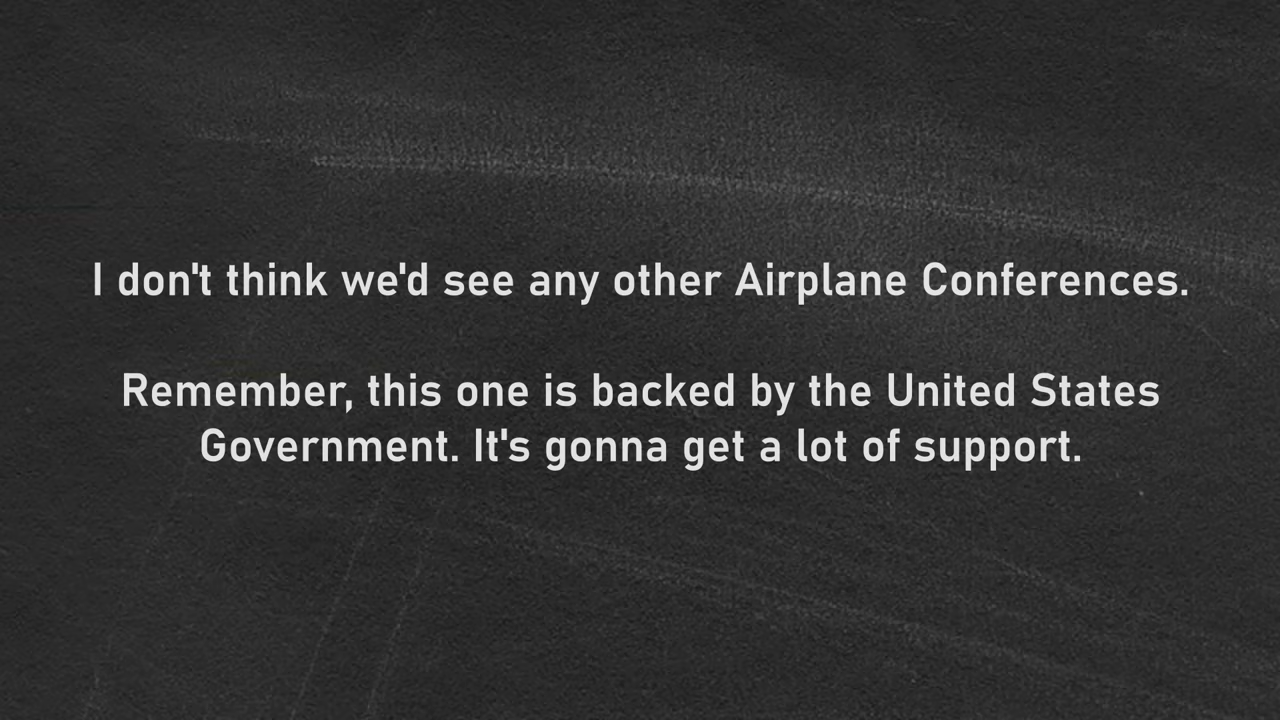 I don't think we'd see any other Airplane Conferences.
Remember, this one is backed by the United States
Government. It's gonna get a lot of support.